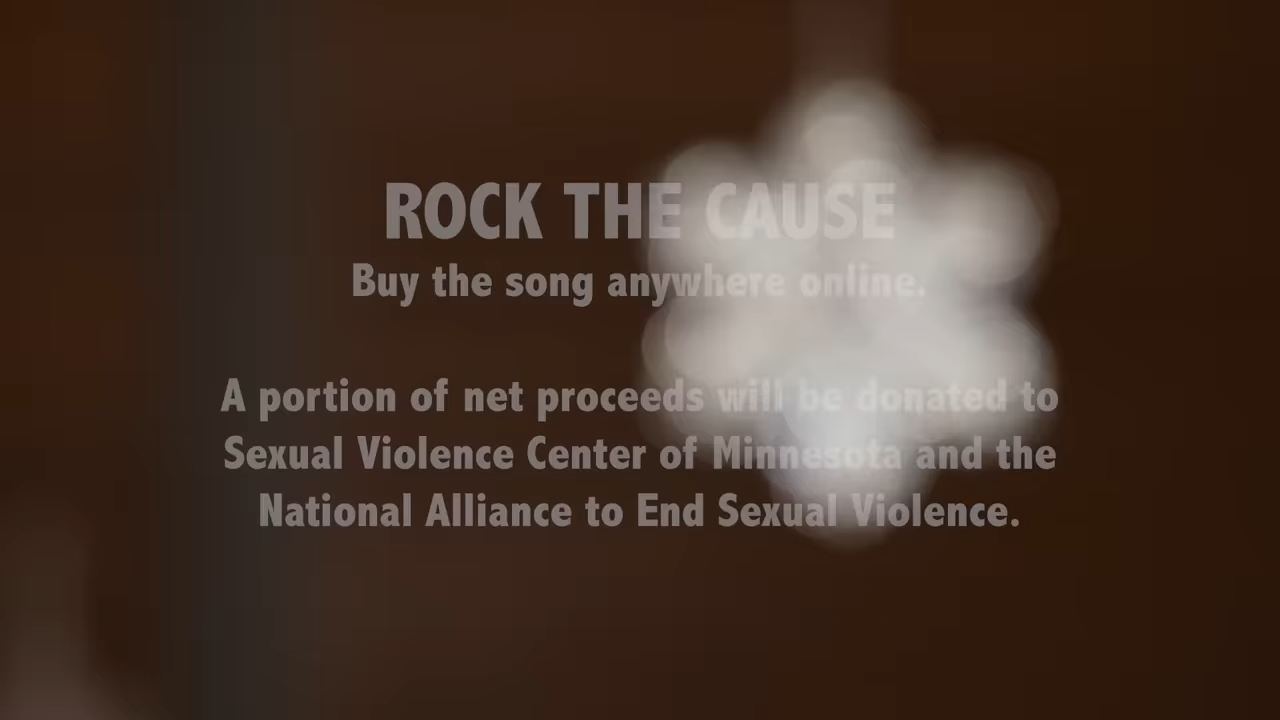 ROCK THE CAUSE
Buy the song anywhere online.
A portion of net proceeds will be donated to
Sexual Violence Center of Minnesota and the
National Alliance to End Sexual Violence.